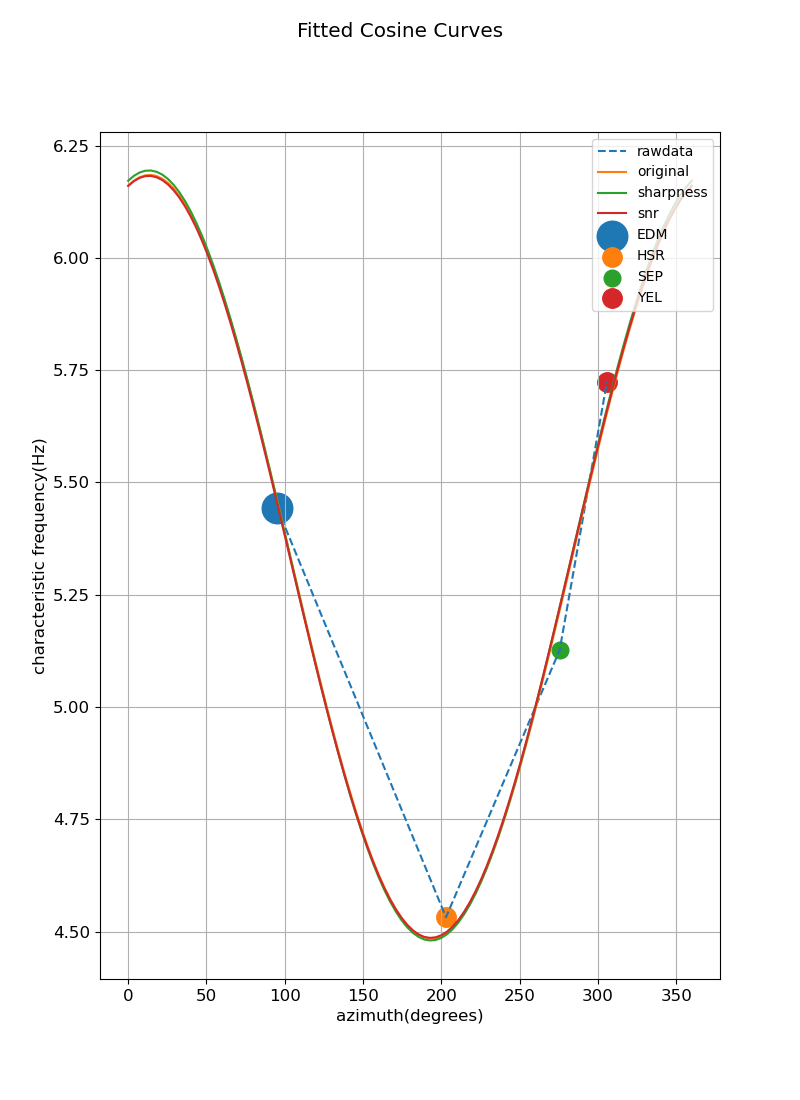 Fitted Cosine Curves
characteristic frequency(Hz)
6.25
6.00
5.75
5.50
5.25
5.00
4.75
4.50
rawdata
original
sharpness
snr
EDM
HSR
SEP
YEL
0 50 100 150 200 250 300 350
azimuth(degrees)